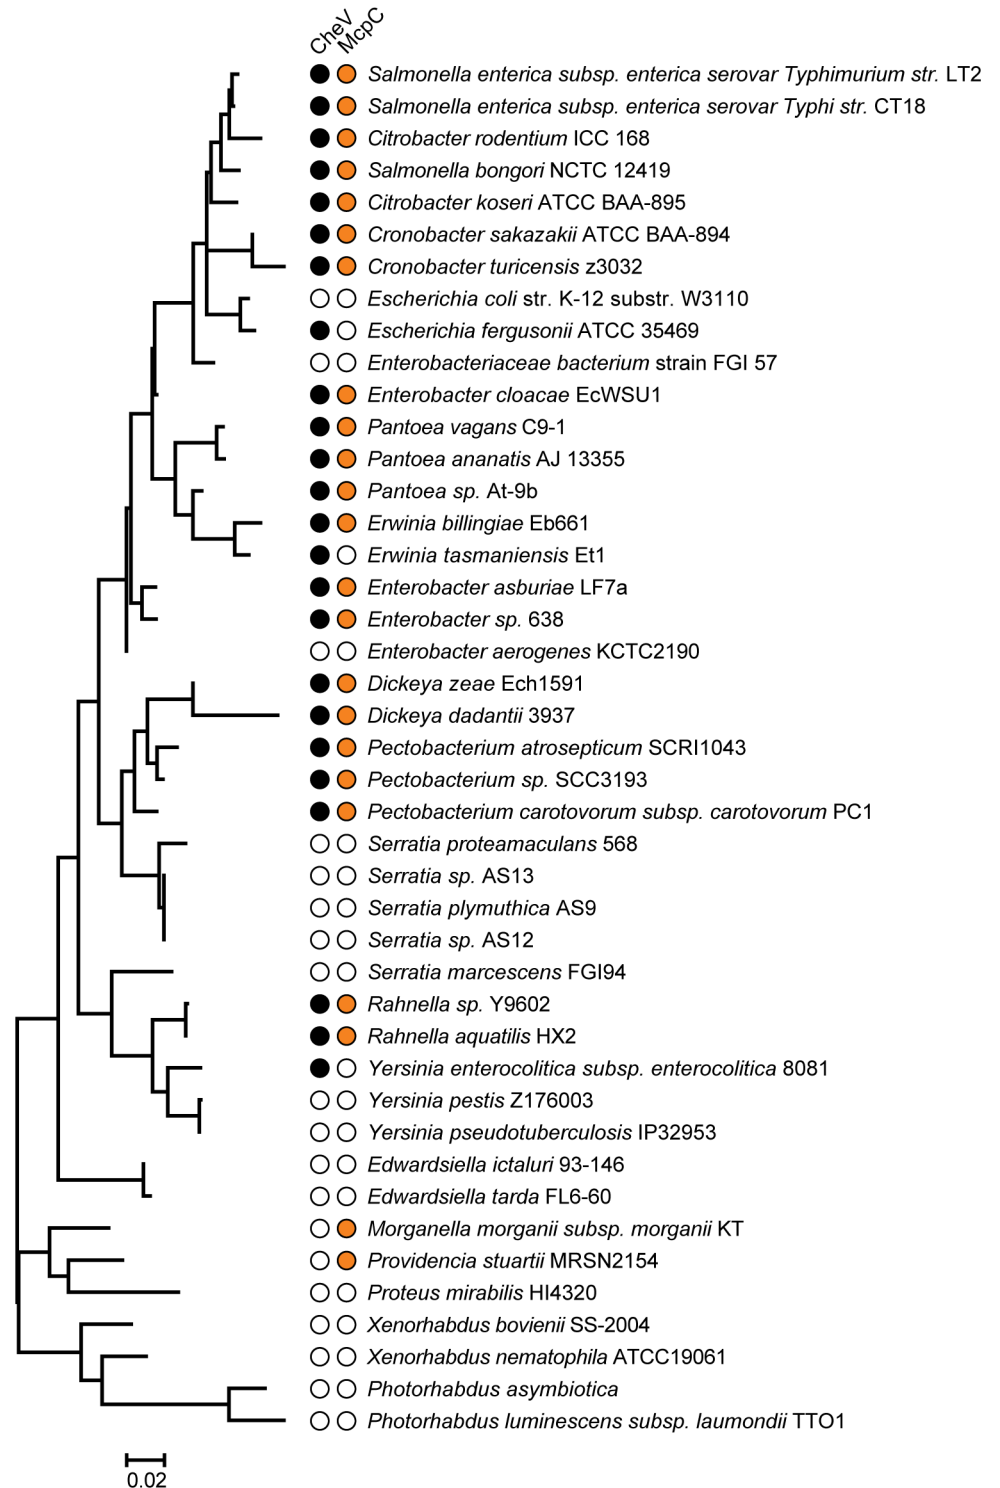 CheV
McpC
Salmonella enterica subsp. enterica serovar Typhimurium str. LT2
Salmonella enterica subsp. enterica serovar Typhi str. CT18
Citrobacter rodentium ICC 168
Salmonella bongori NCTC 12419
Citrobacter koseri ATCC BAA-895
Cronobacter sakazakii ATCC BAA-894
Cronobacter turicensis z3032
Escherichia coli str. K-12 substr. W3110
Escherichia fergusonii ATCC 35469
Enterobacteriaceae bacterium strain FGI 57
Enterobacter cloacae EcWSU1
Pantoea vagans C9-1
Pantoea ananatis AJ 13355
Pantoea sp. At-9b
Erwinia billingiae Eb661
Erwinia tasmaniensis Et1
Enterobacter asburiae LF7a
Enterobacter sp. 638
Enterobacter aerogenes KCTC2190
Dickeya zeae Ech1591
Dickeya dadantii 3937
Pectobacterium atrosepticum SCRI1043
Pectobacterium sp. SCC3193
Pectobacterium carotovorum subsp. carotovorum PC1
Serratia proteamaculans 568
Serratia sp. AS13
Serratia plymuthica AS9
Serratia sp. AS12
Serratia marcescens FGI94
Rahnella sp. Y9602
Rahnella aquatilis HX2
Yersinia enterocolitica subsp. enterocolitica 8081
Yersinia pestis Z176003
Yersinia pseudotuberculosis IP32953
Edwardsiella ictaluri 93-146
Edwardsiella tarda FL6-60
Morganella morganii subsp. morganii KT
Providencia stuartii MRSN2154
Proteus mirabilis HI4320
Xenorhabdus bovienii SS-2004
Xenorhabdus nematophila ATCC19061
Photorhabdus asymbiotica
Photorhabdus luminescens subsp. laumondii TTO1
0.02